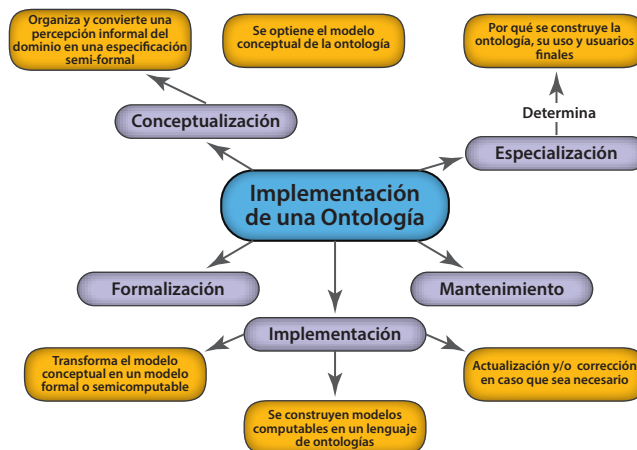 Organiza y convierte una
percepción informal del
dominio en una especificación
semi-formal
Se optiene el modelo
conceptual de la ontología
Por qué se construye la
ontología, su uso y usuarios
finales
Conceptualización
Determina
Especialización
Implementación
de una Ontología
Formalización
Mantenimiento
Implementación
Transforma el modelo
conceptual en un modelo
formal o semicomputable
Se construyen modelos
computables en un lenguaje
de ontologías
Actualización y/o corrección
en caso que sea necesario